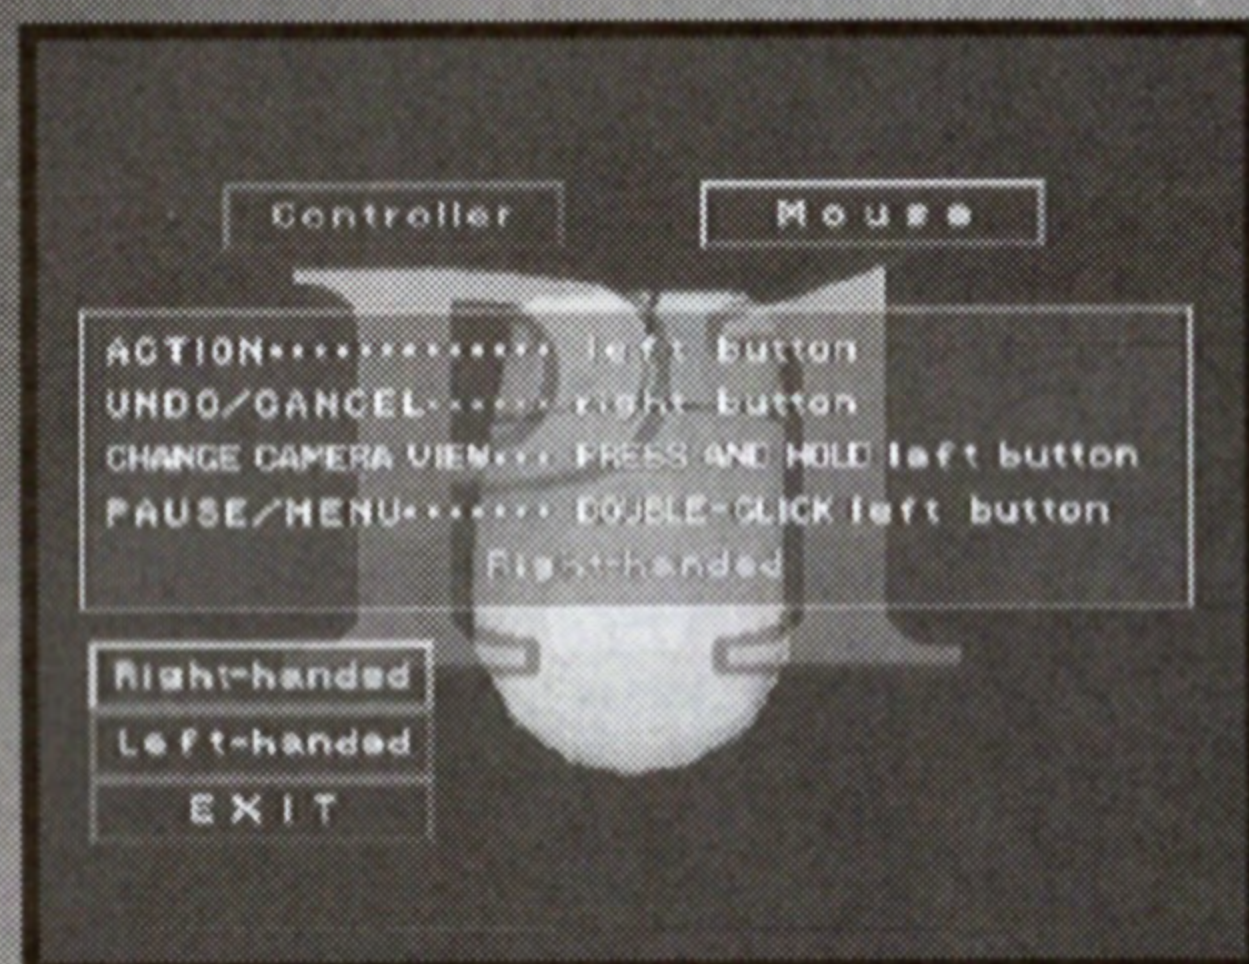 Controller
Mouse
ACTION.............. left button
UNDO/CANCEL...... right button
CHANGE CAMERA VIEW... PRESS AND HOLD left button
PAUSE/MENU....... DOUBLE-CLICK left button
Right-handed
Right-handed
Left-handed
EXIT